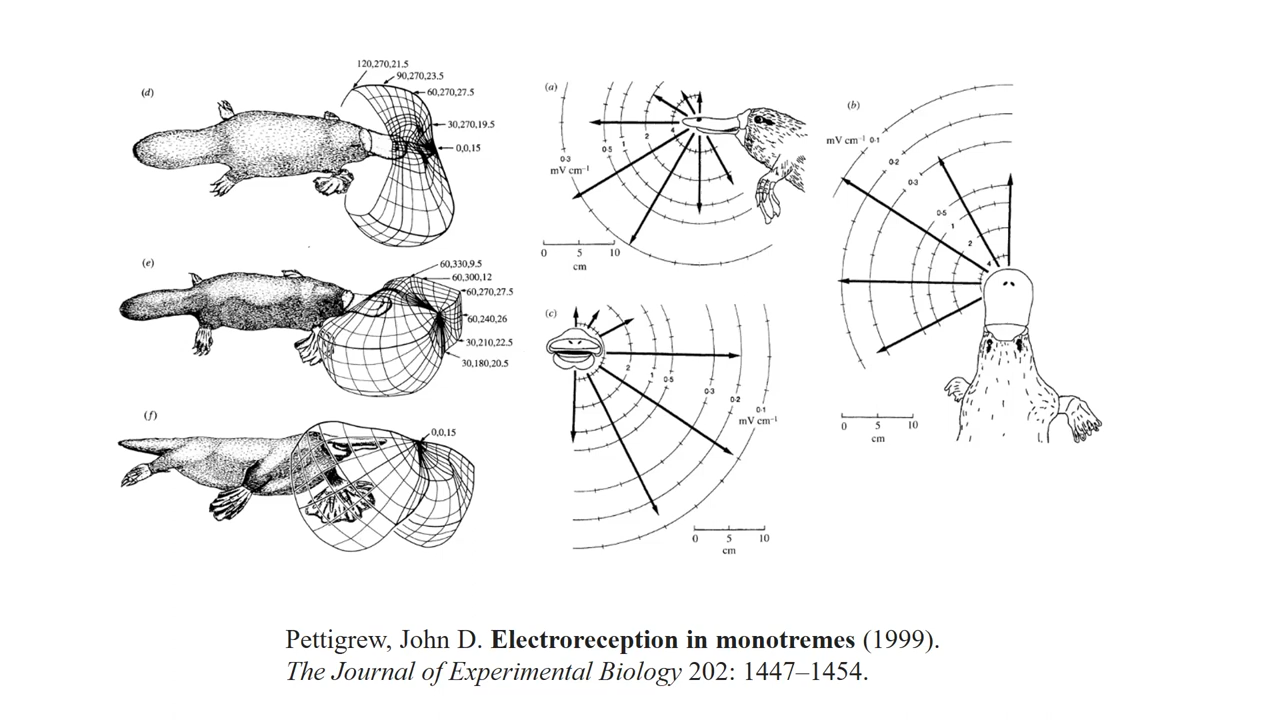 (d)
120,270,21.5
90,270,23.5
60,270,27.5
30,270,19.5
0,0,15
(e)
60,330,9.5
60,300,12
60,270,27.5
60,240,26
30,210,22.5
30,180,20.5
(f)
0,0,15
(a)
4
2
1
0·5
0·3
mV cm⁻¹
0 5 10
cm
(b)
mV cm⁻¹ 0·1
0·2
0·3
0·5
1
2
4
0 5 10
cm
(c)
2
1
0·5
0·3
0·2
0·1
mV cm⁻¹
0 5 10
cm
Pettigrew, John D. Electroreception in monotremes (1999).
The Journal of Experimental Biology 202: 1447–1454.